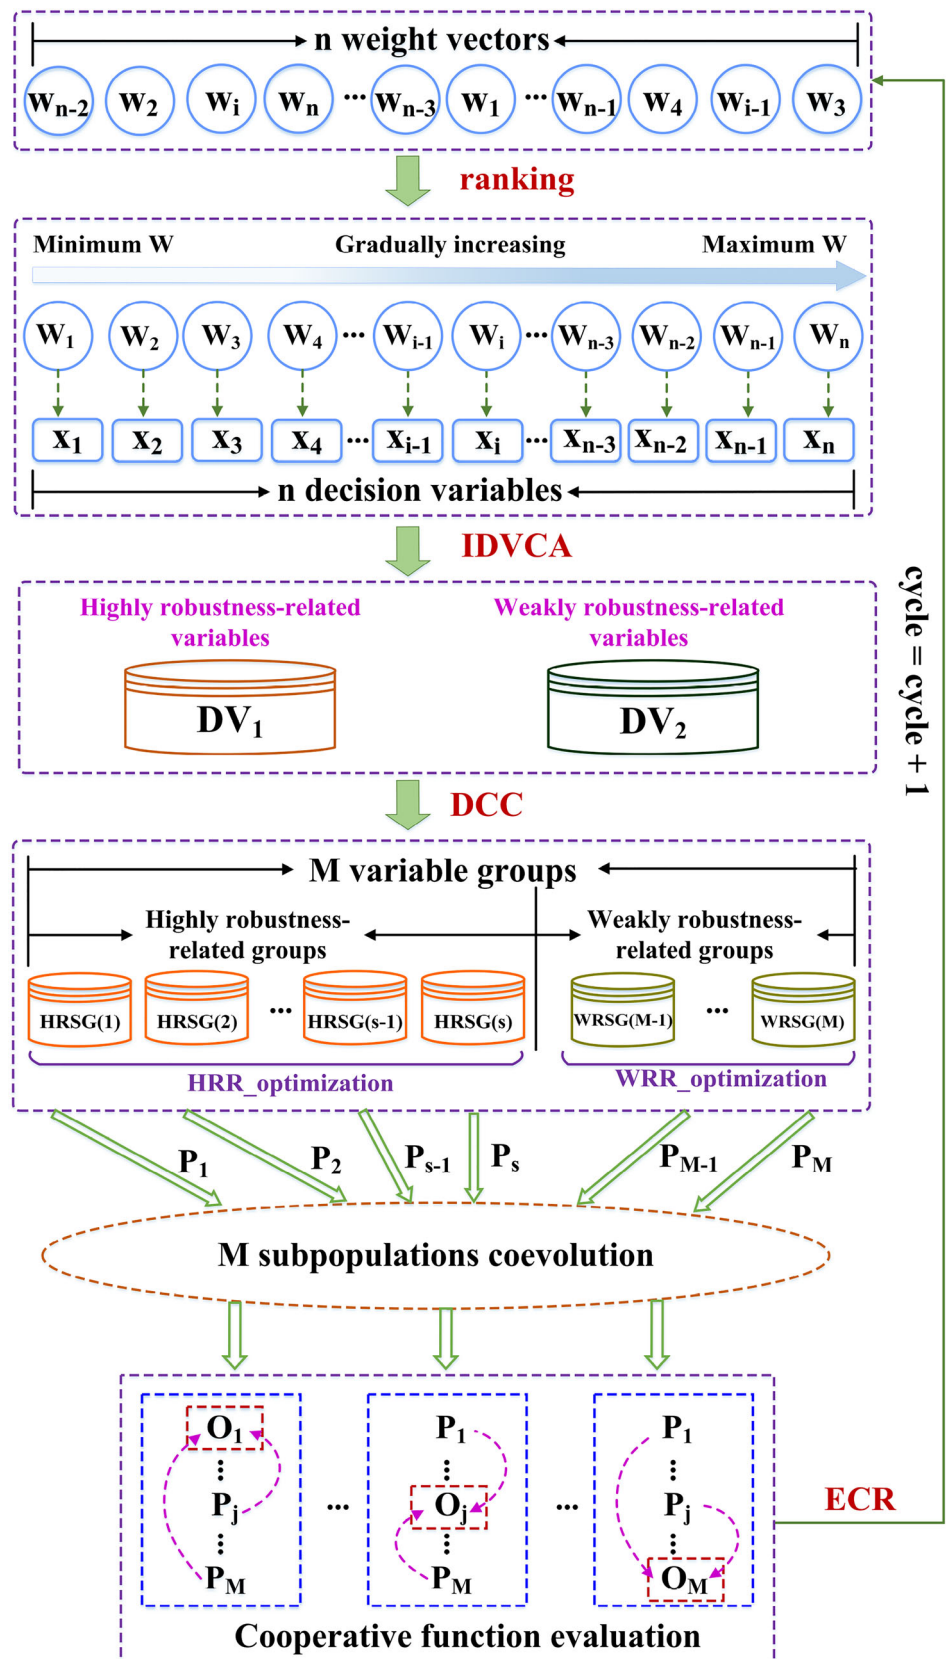 n weight vectors
Wn-2 W2 Wi Wn ... Wn-3 W1 ... Wn-1 W4 Wi-1 W3
ranking
Minimum W Gradually increasing Maximum W
W1 W2 W3 W4 ... Wi-1 Wi ... Wn-3 Wn-2 Wn-1 Wn
X1 X2 X3 X4 ... Xi-1 Xi ... Xn-3 Xn-2 Xn-1 Xn
n decision variables
IDVCA
Highly robustness-related
variables
Weakly robustness-related
variables
DV1 DV2
DCC
M variable groups
Highly robustness-
related groups
Weakly robustness-
related groups
HRSG(1) HRSG(2) ... HRSG(s-1) HRSG(s) WRSG(M-1) ... WRSG(M)
HRR_optimization WRR_optimization
P1 P2 Ps-1 Ps PM-1 PM
M subpopulations coevolution
O1
⋮
Pj
⋮
PM
...
P1
⋮
Oj
⋮
PM
...
P1
⋮
Pj
⋮
OM
Cooperative function evaluation
ECR
cycle = cycle + 1